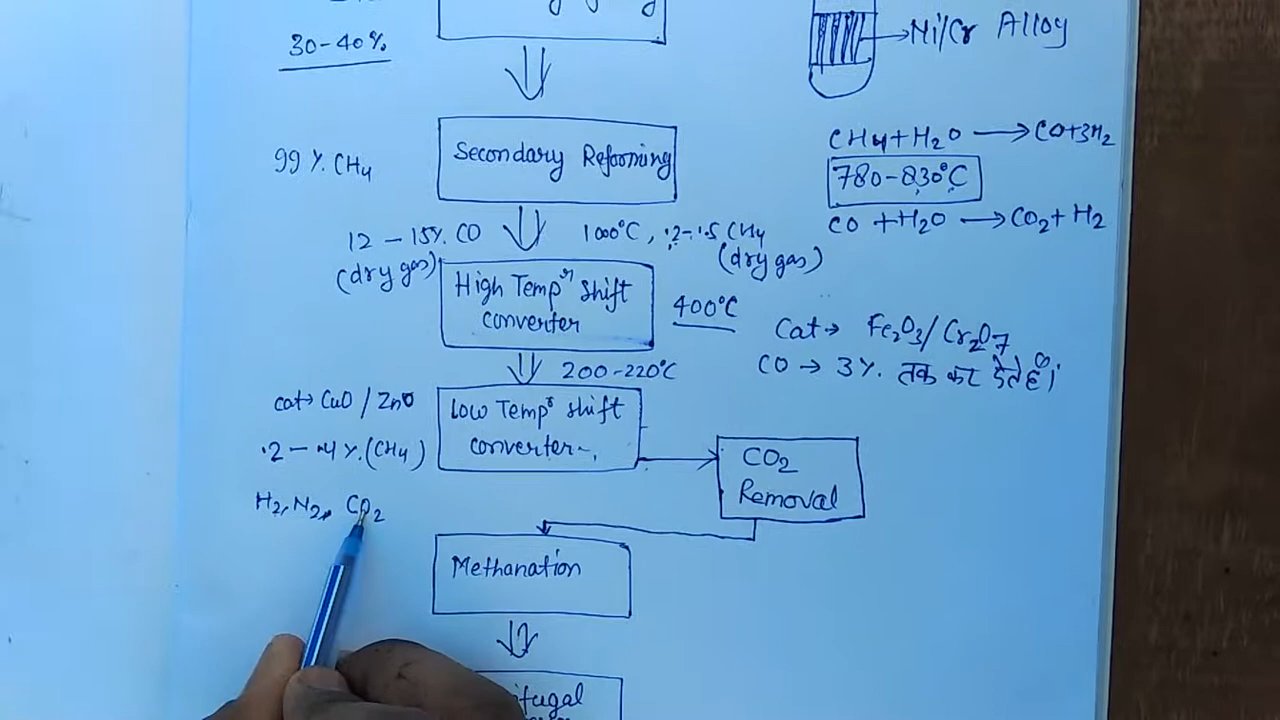 30-40%
Ni/Cr Alloy
Secondary Reforming
99 %. CH4
CH4+H2O → CO+3H2
780-830°C
CO +H2O → CO2+ H2
12 - 15%. CO
(dry gas)
1000°C, .2-.5 CH4
(dry gas)
High Tempr shift
converter
400°C
Cat → Fe2O3/Cr2O7
CO → 3%. तक कर देते है।
200-220°C
cat → CuO / ZnO
.2 - .4 %.(CH4)
Low Tempr shift
converter
CO2
Removal
H2, N2, CO2
Methanation